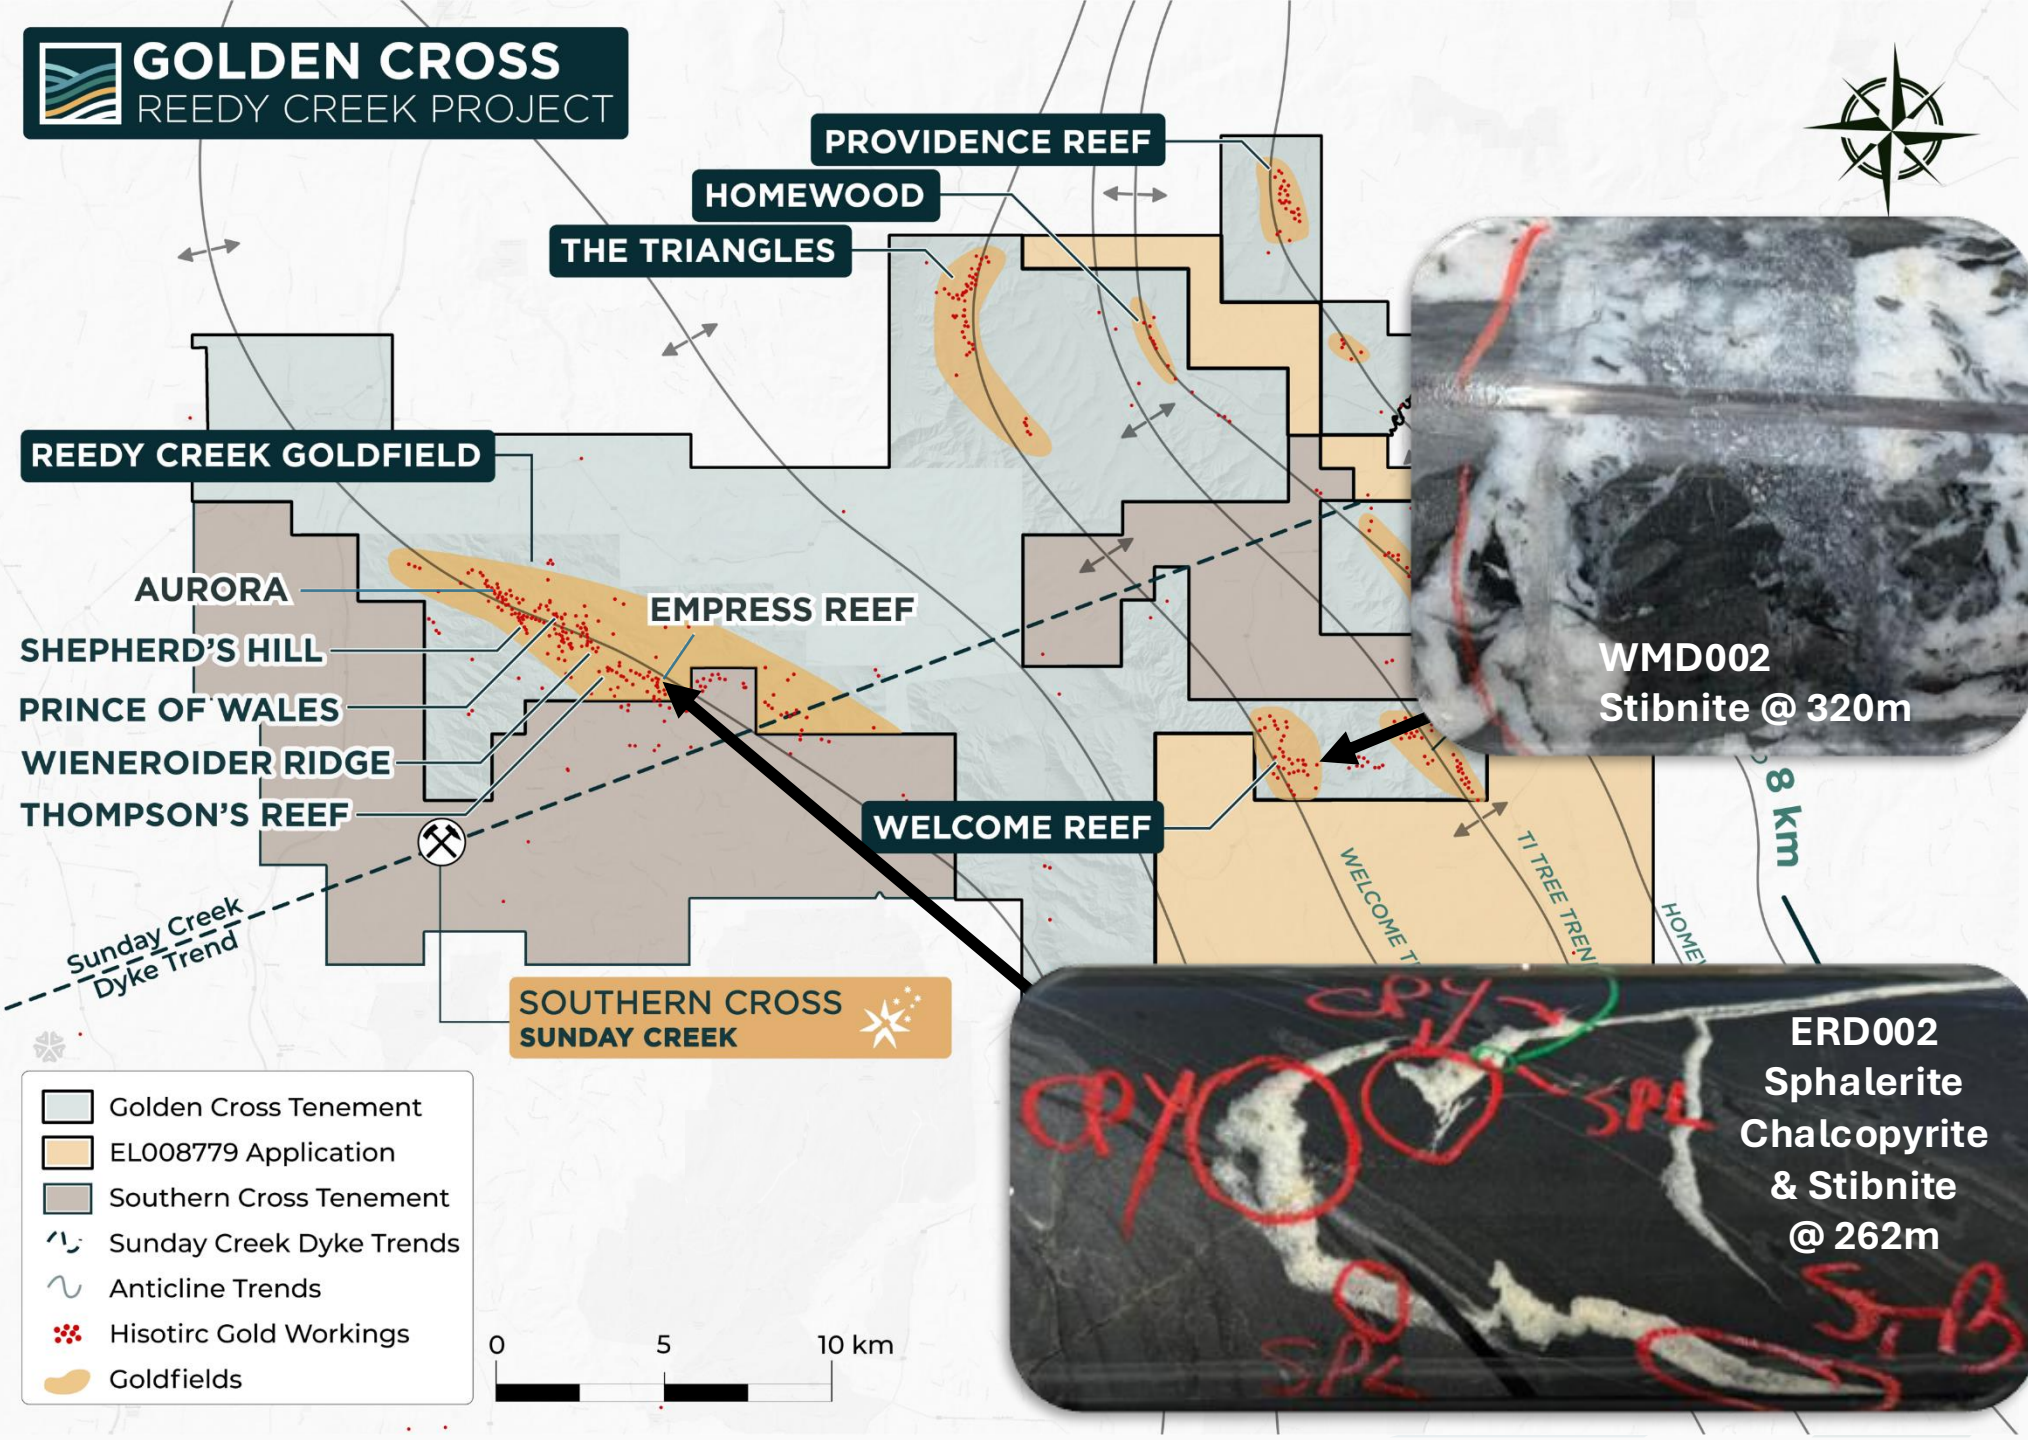 GOLDEN CROSS
REEDY CREEK PROJECT
PROVIDENCE REEF
HOMEWOOD
THE TRIANGLES
REEDY CREEK GOLDFIELD
AURORA
EMPRESS REEF
SHEPHERD'S HILL
PRINCE OF WALES
WIENEROIDER RIDGE
THOMPSON'S REEF
WMD002
Stibnite @ 320m
WELCOME REEF
8 km
WELCOME
TI TREE TREN
HOMEW
Sunday Creek
Dyke Trend
SOUTHERN CROSS
SUNDAY CREEK
CPY
CPY
SPL
SPL
ERD002
Sphalerite
Chalcopyrite
& Stibnite
@ 262m
Golden Cross Tenement
EL008779 Application
Southern Cross Tenement
Sunday Creek Dyke Trends
Anticline Trends
Hisotirc Gold Workings
Goldfields
0 5 10 km